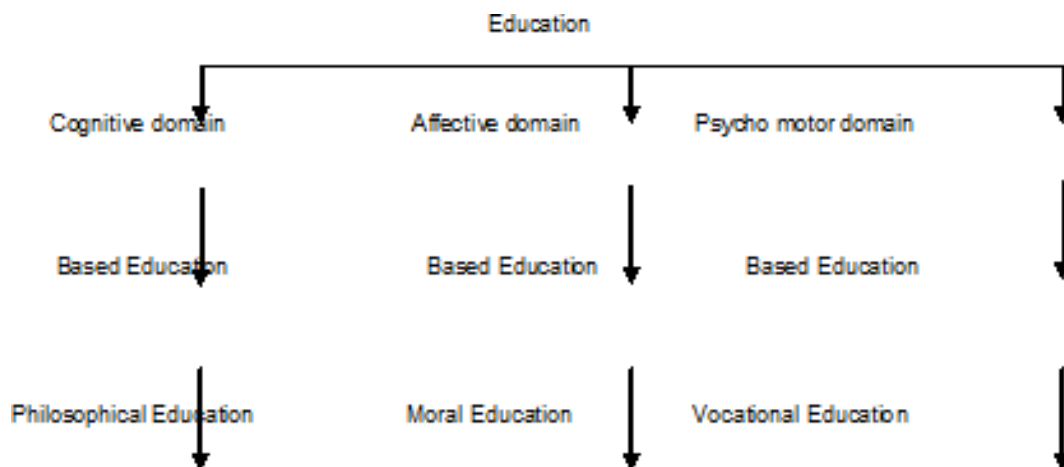 Education
Cognitive domain Affective domain Psycho motor domain
Based Education Based Education Based Education
Philosophical Education Moral Education Vocational Education